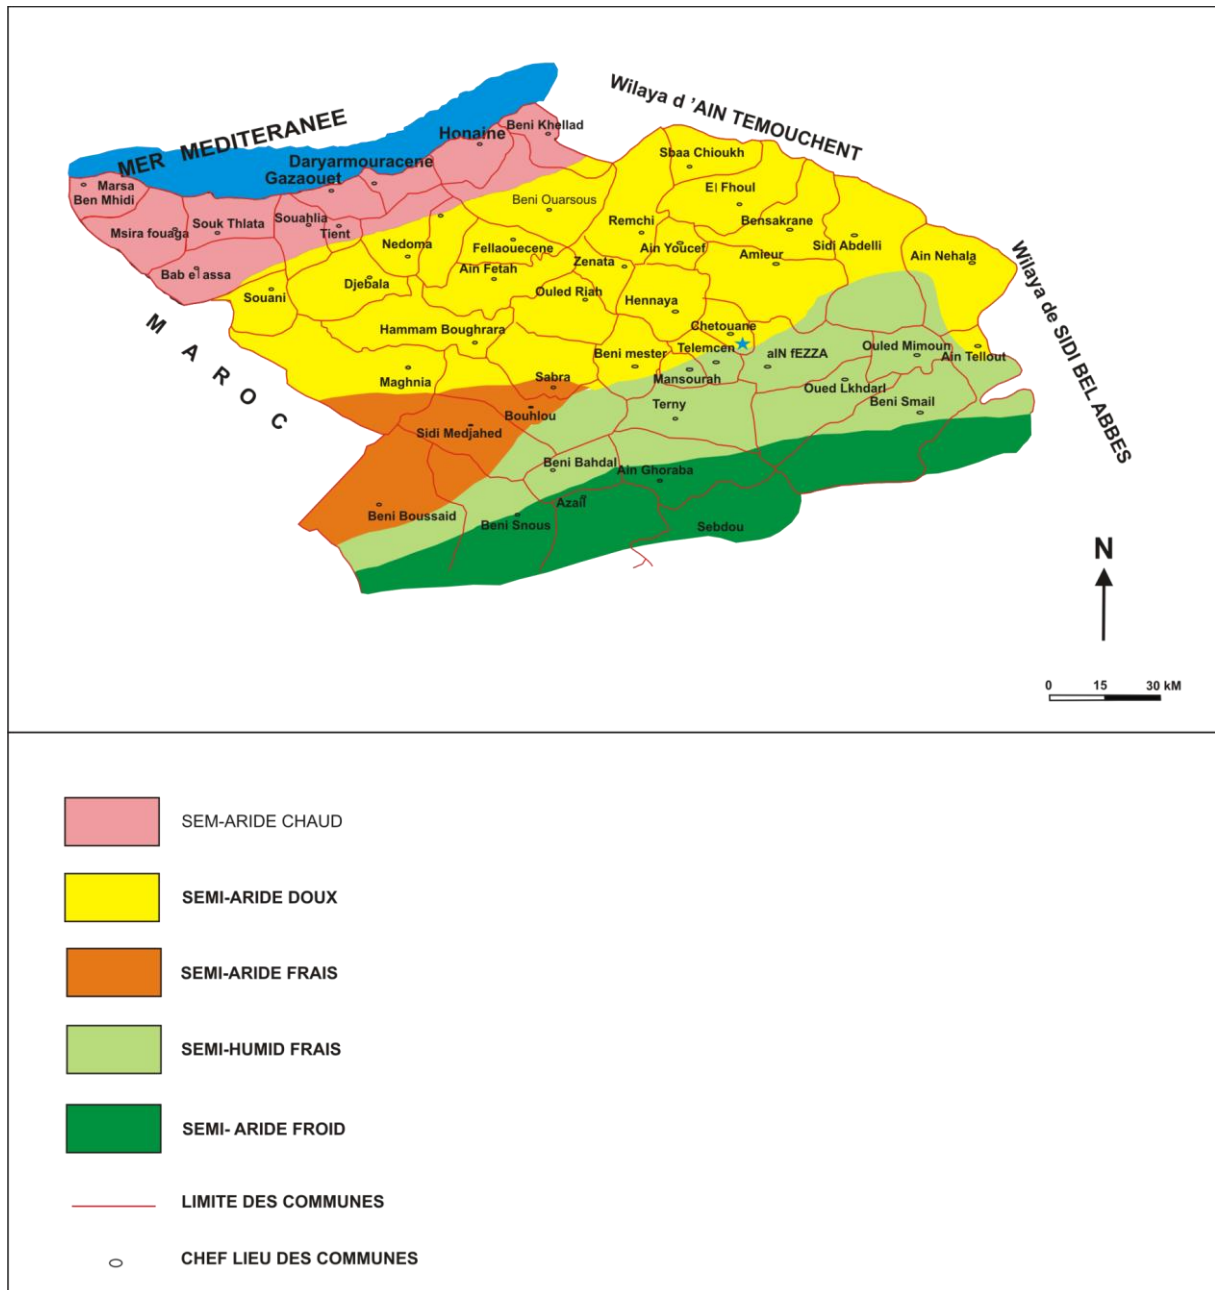 MER MEDITERANEE
Wilaya d 'AIN TEMOUCHENT
Wilaya de SIDI BEL ABBES
M A R O C
Honaine
Beni Khellad
Daryarmouracene
Gazaouet
Marsa
Ben Mhidi
Msira fouaga
Souk Thlata
Souahlia
Tient
Bab el assa
Sbaa Chioukh
El Fhoul
Beni Ouarsous
Remchi
Bensakrane
Nedoma
Fellaouecene
Ain Youcef
Sidi Abdelli
Zenata
Amieur
Ain Nehala
Souani
Djebala
Ain Fetah
Ouled Riah
Hennaya
Hammam Boughrara
Chetouane
Beni mester
Telemcen
aIN fEZZA
Ouled Mimoun
Ain Tellout
Maghnia
Sabra
Mansourah
Oued Lkhdarl
Bouhlou
Terny
Beni Smail
Sidi Medjahed
Beni Bahdal
Ain Ghoraba
Azail
Beni Boussaid
Beni Snous
Sebdou
N
0 15 30 kM
SEM-ARIDE CHAUD
SEMI-ARIDE DOUX
SEMI-ARIDE FRAIS
SEMI-HUMID FRAIS
SEMI- ARIDE FROID
LIMITE DES COMMUNES
CHEF LIEU DES COMMUNES